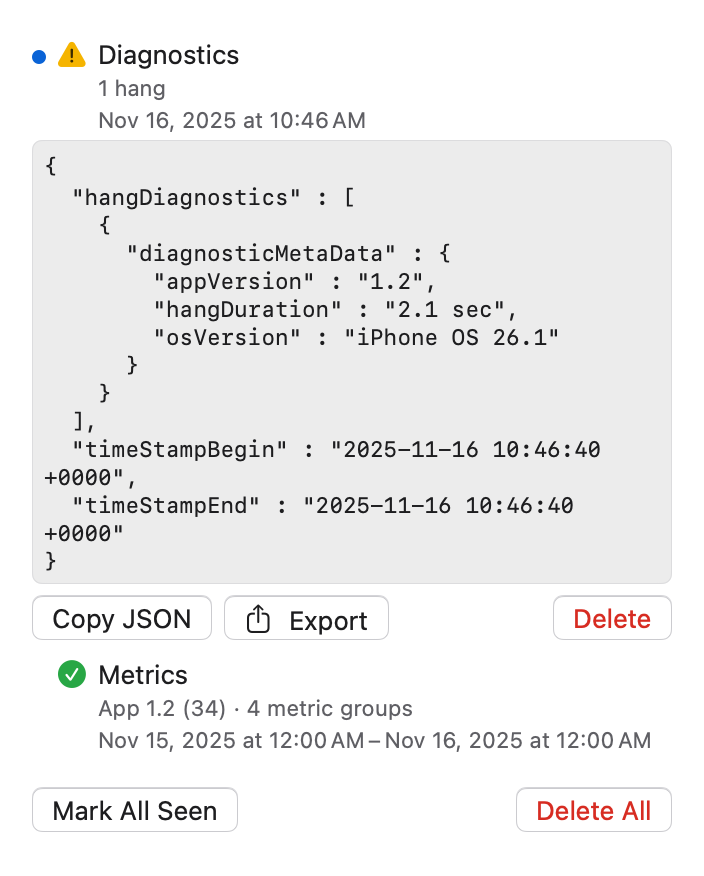 Diagnostics
1 hang
Nov 16, 2025 at 10:46 AM
{
  "hangDiagnostics" : [
    {
      "diagnosticMetaData" : {
        "appVersion" : "1.2",
        "hangDuration" : "2.1 sec",
        "osVersion" : "iPhone OS 26.1"
      }
    }
  ],
  "timeStampBegin" : "2025-11-16 10:46:40
+0000",
  "timeStampEnd" : "2025-11-16 10:46:40
+0000"
}
Copy JSON Export Delete
Metrics
App 1.2 (34) · 4 metric groups
Nov 15, 2025 at 12:00 AM – Nov 16, 2025 at 12:00 AM
Mark All Seen Delete All